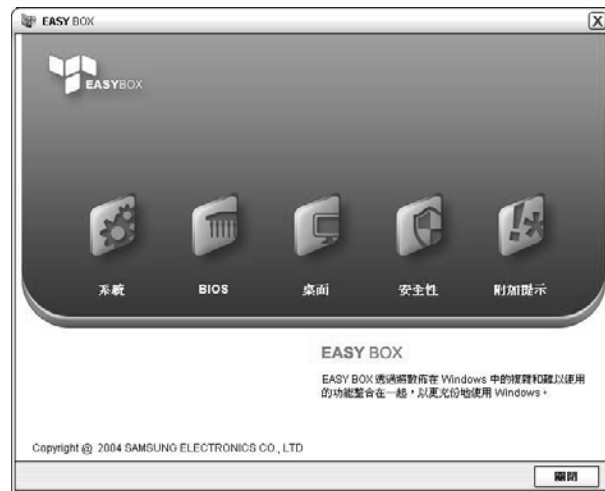 EASY BOX
EASYBOX
系統
BIOS
桌面
安全性
附加提示
EASY BOX
EASY BOX 透過將散佈在 Windows 中的複雜和難以使用
的功能整合在一起，以更充份地使用 Windows。
Copyright @ 2004 SAMSUNG ELECTRONICS CO., LTD
關閉